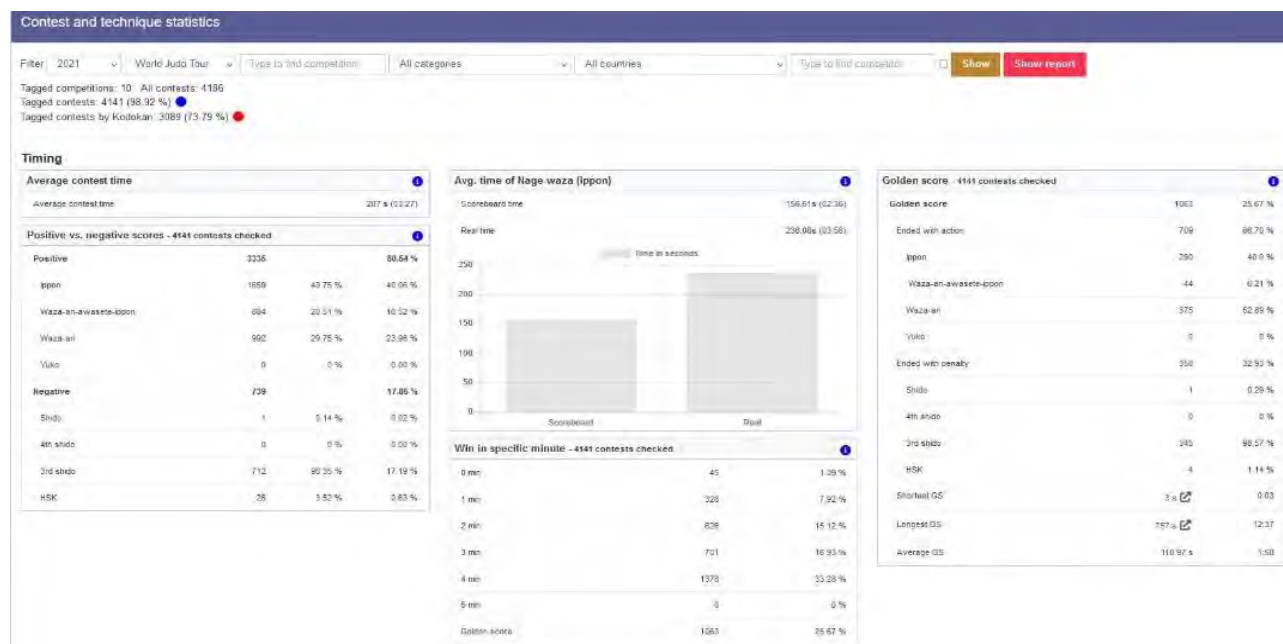 Contest and technique statistics
Filter 2021 World Judo Tour Type to find competition All categories All countries Type to find competitor Show Show report
Tagged competitions: 10 All contests: 4186
Tagged contests: 4141 (98.92 %)
Tagged contests by Kodokan: 3089 (73.79 %)
Timing
Average contest time
Average contest time 207 s (03:27)
Positive vs. negative scores - 4141 contests checked
Positive 3335 80.54 %
Ippon 1659 49.75 % 40.06 %
Waza-ari-awasete-ippon 684 20.51 % 16.52 %
Waza-ari 992 29.75 % 23.96 %
Yuko 0 0 % 0.00 %
Negative 739 17.85 %
Shido 1 0.14 % 0.02 %
4th shido 0 0 % 0.00 %
3rd shido 712 96.35 % 17.19 %
HSK 26 3.52 % 0.63 %
Avg. time of Nage-waza (ippon)
Scoreboard time 156.61s (02:36)
Real time 238.08s (03:58)
Time in seconds
250
200
150
100
50
0
Scoreboard Real
Win in specific minute - 4141 contests checked
0 min 45 1.09 %
1 min 328 7.92 %
2 min 626 15.12 %
3 min 701 16.93 %
4 min 1378 33.28 %
5 min 0 0 %
Golden score 1063 25.67 %
Golden score - 4141 contests checked
Golden score 1063 25.67 %
Ended with action 709 66.70 %
Ippon 290 40.9 %
Waza-ari-awasete-ippon 44 6.21 %
Waza-ari 375 52.89 %
Yuko 0 0 %
Ended with penalty 350 32.93 %
Shido 1 0.29 %
4th shido 0 0 %
3rd shido 345 98.57 %
HSK 4 1.14 %
Shortest GS 3 s 0:03
Longest GS 757 s 12:37
Average GS 110.97 s 1:50